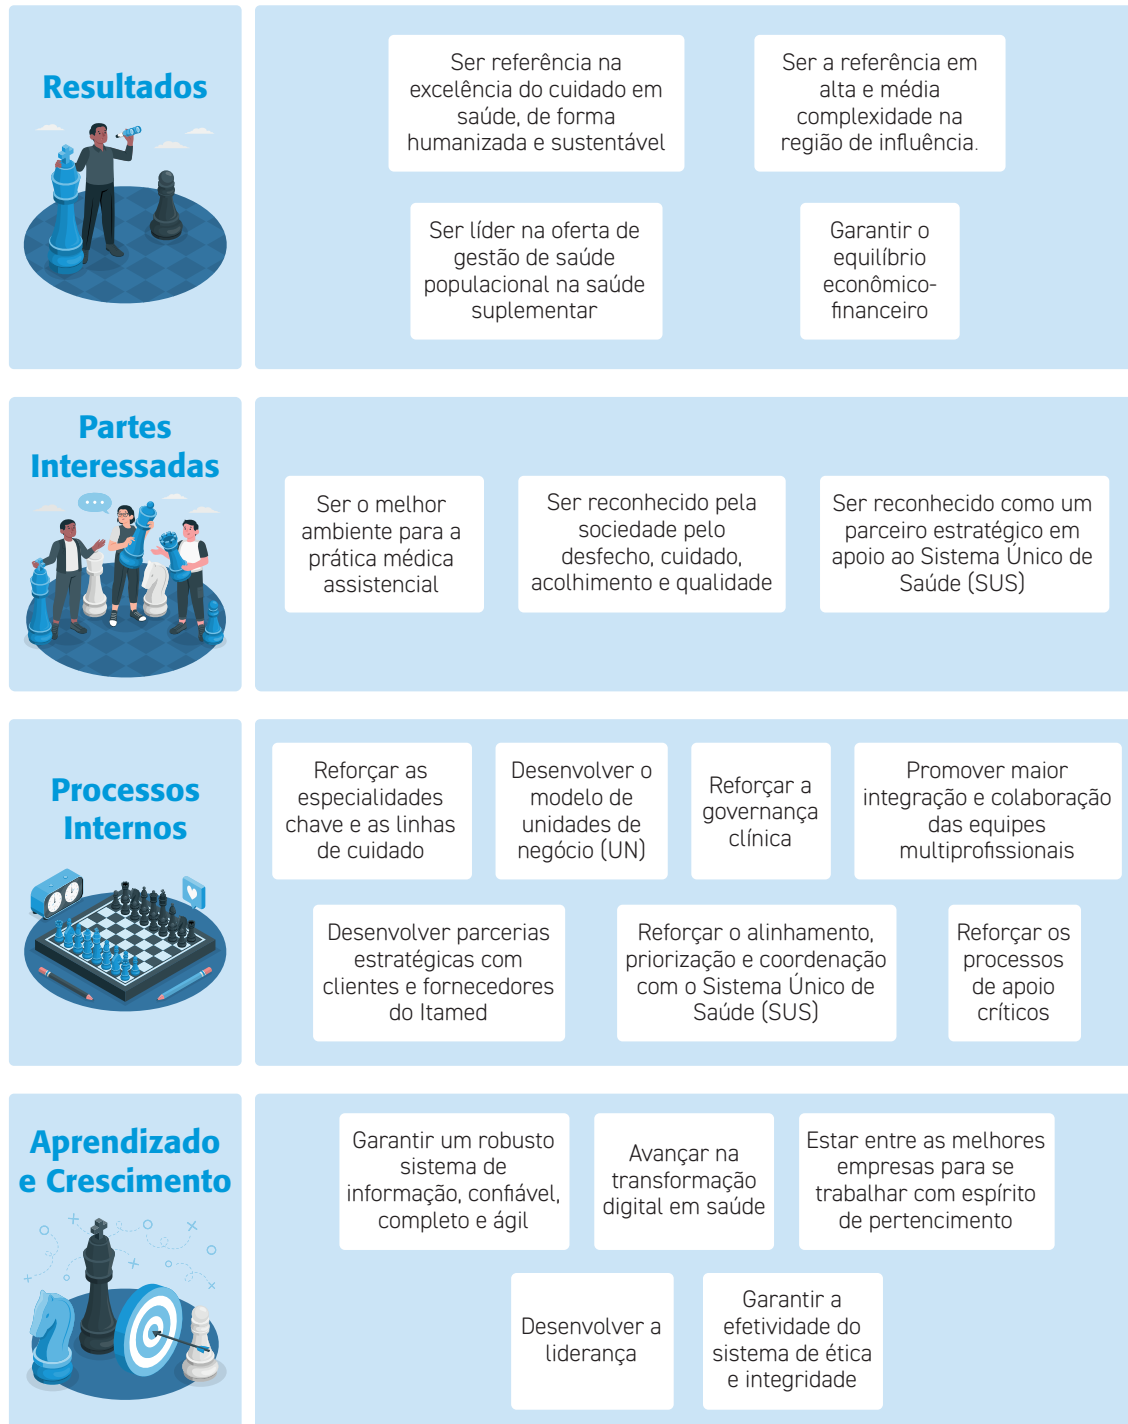 Resultados
Ser referência na
excelência do cuidado em
saúde, de forma
humanizada e sustentável
Ser a referência em
alta e média
complexidade na
região de influência.
Ser líder na oferta de
gestão de saúde
populacional na saúde
suplementar
Garantir o
equilíbrio
econômico-
financeiro
Partes
Interessadas
Ser o melhor
ambiente para a
prática médica
assistencial
Ser reconhecido pela
sociedade pelo
desfecho, cuidado,
acolhimento e qualidade
Ser reconhecido como um
parceiro estratégico em
apoio ao Sistema Único de
Saúde (SUS)
Processos
Internos
Reforçar as
especialidades
chave e as linhas
de cuidado
Desenvolver o
modelo de
unidades de
negócio (UN)
Reforçar a
governança
clínica
Promover maior
integração e colaboração
das equipes
multiprofissionais
Desenvolver parcerias
estratégicas com
clientes e fornecedores
do Itamed
Reforçar o alinhamento,
priorização e coordenação
com o Sistema Único de
Saúde (SUS)
Reforçar os
processos
de apoio
críticos
Aprendizado
e Crescimento
Garantir um robusto
sistema de
informação, confiável,
completo e ágil
Avançar na
transformação
digital em saúde
Estar entre as melhores
empresas para se
trabalhar com espírito
de pertencimento
Desenvolver a
liderança
Garantir a
efetividade do
sistema de ética
e integridade